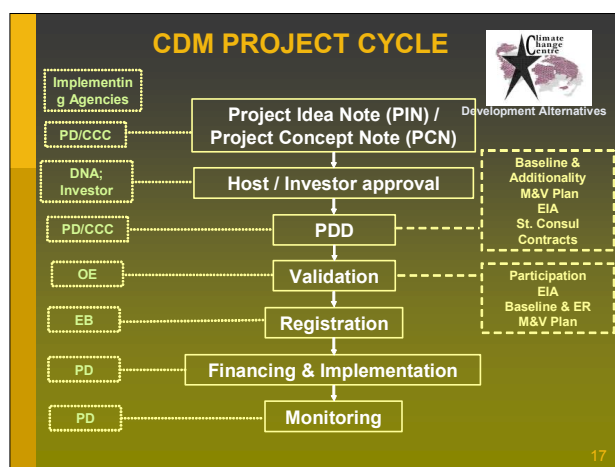 CDM PROJECT CYCLE
Climate
Change
Centre
Development Alternatives
Implementin
g Agencies
PD/CCC
Project Idea Note (PIN) /
Project Concept Note (PCN)
DNA;
Investor
Host / Investor approval
Baseline &
Additionality
M&V Plan
EIA
St. Consul
Contracts
PD/CCC
PDD
OE
Validation
Participation
EIA
Baseline & ER
M&V Plan
EB
Registration
PD
Financing & Implementation
PD
Monitoring
17